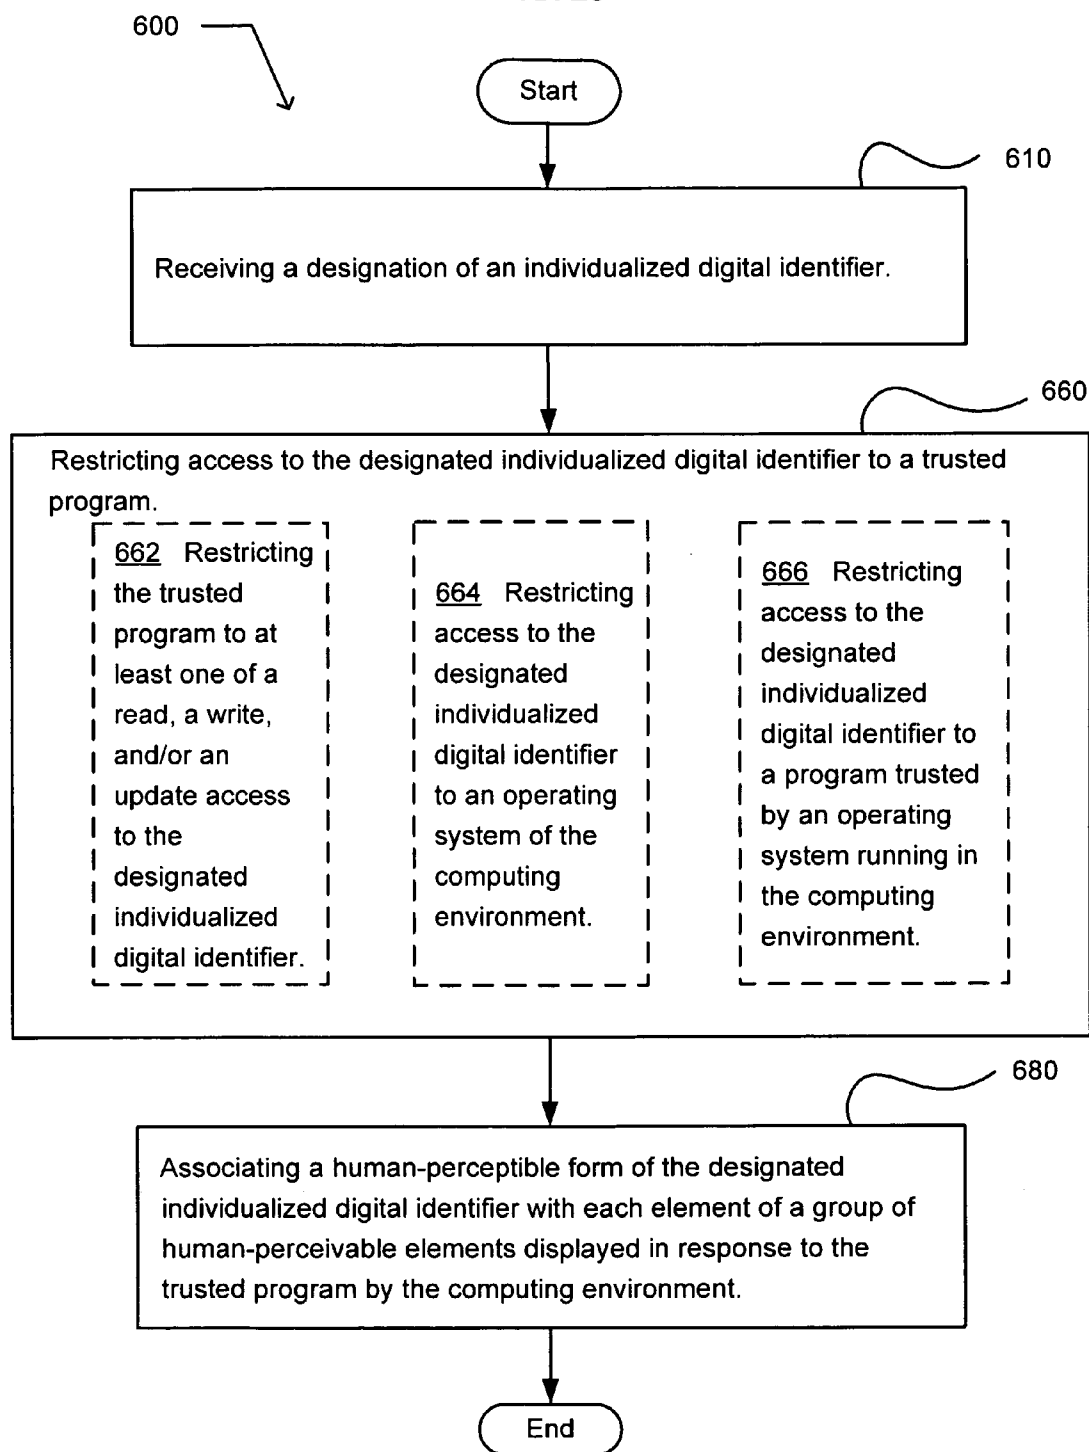 600
Start
610
Receiving a designation of an individualized digital identifier.
660
Restricting access to the designated individualized digital identifier to a trusted
program.
662 Restricting
the trusted
program to at
least one of a
read, a write,
and/or an
update access
to the
designated
individualized
digital identifier.
664 Restricting
access to the
designated
individualized
digital identifier
to an operating
system of the
computing
environment.
666 Restricting
access to the
designated
individualized
digital identifier to
a program trusted
by an operating
system running in
the computing
environment.
680
Associating a human-perceptible form of the designated
individualized digital identifier with each element of a group of
human-perceivable elements displayed in response to the
trusted program by the computing environment.
End